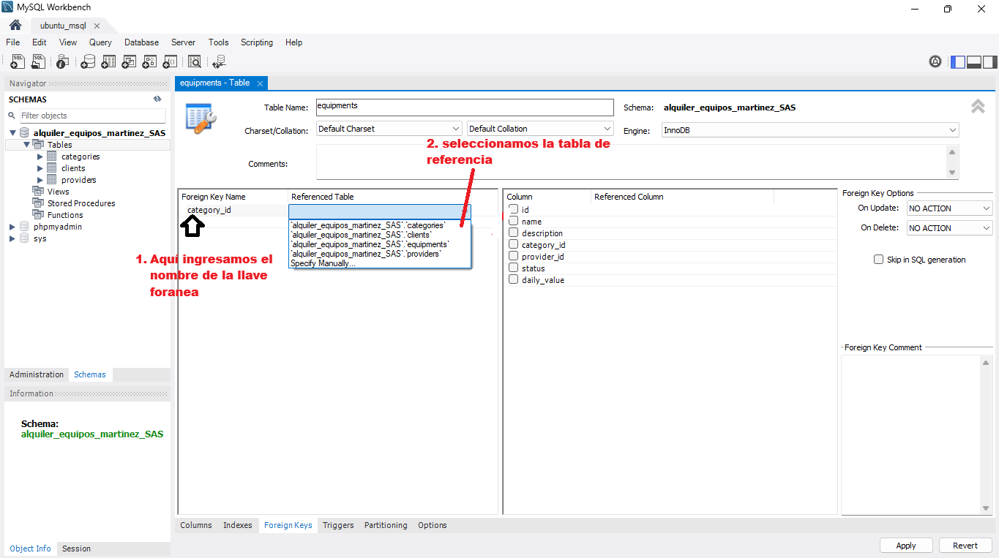 MySQL Workbench
ubuntu_msql
File Edit View Query Database Server Tools Scripting Help
Navigator
SCHEMAS
Filter objects
alquiler_equipos_martinez_SAS
Tables
categories
clients
providers
Views
Stored Procedures
Functions
phpmyadmin
sys
Administration Schemas
Information
Schema:
alquiler_equipos_martinez_SAS
Object Info Session
equipments - Table
Table Name: equipments
Schema: alquiler_equipos_martinez_SAS
Charset/Collation: Default Charset Default Collation
Engine: InnoDB
Comments:
2. seleccionamos la tabla de
referencia
Foreign Key Name Referenced Table
category_id
`alquiler_equipos_martinez_SAS`.`categories`
`alquiler_equipos_martinez_SAS`.`clients`
`alquiler_equipos_martinez_SAS`.`equipments`
`alquiler_equipos_martinez_SAS`.`providers`
Specify Manually...
1. Aquí ingresamos el
nombre de la llave
foranea
Column Referenced Column
id
name
description
category_id
provider_id
status
daily_value
Foreign Key Options
On Update: NO ACTION
On Delete: NO ACTION
Skip in SQL generation
Foreign Key Comment
Columns Indexes Foreign Keys Triggers Partitioning Options
Apply Revert